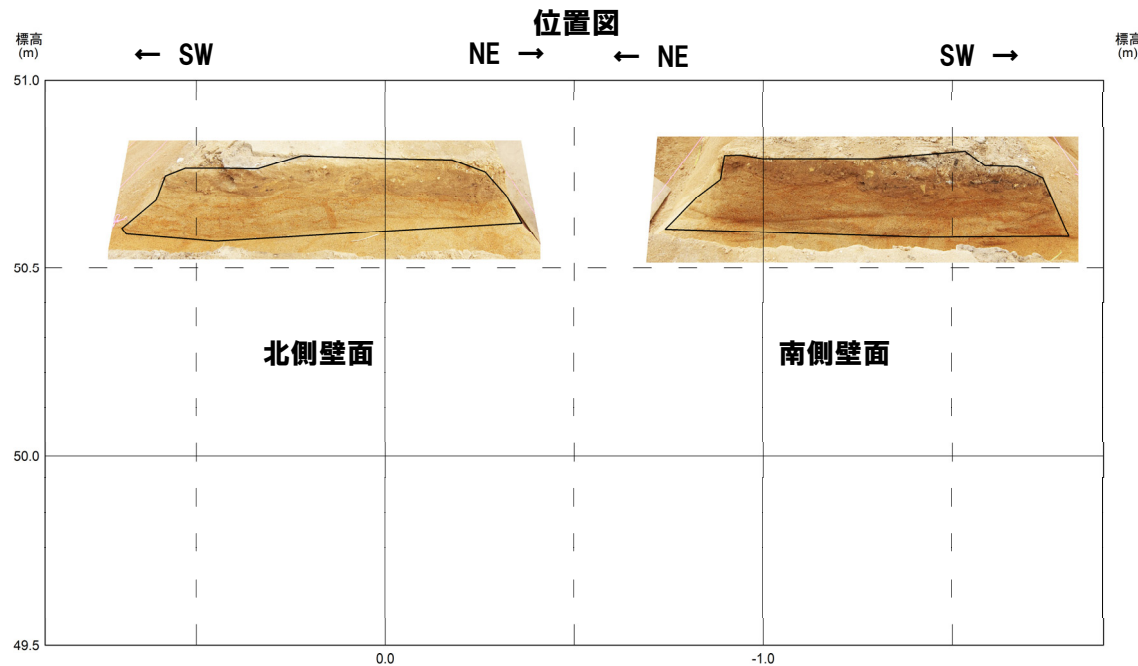 位置図
標高
(m)
← SW
NE →
← NE
SW →
標高
(m)
51.0
50.5
北側壁面
南側壁面
50.0
49.5
0.0
-1.0